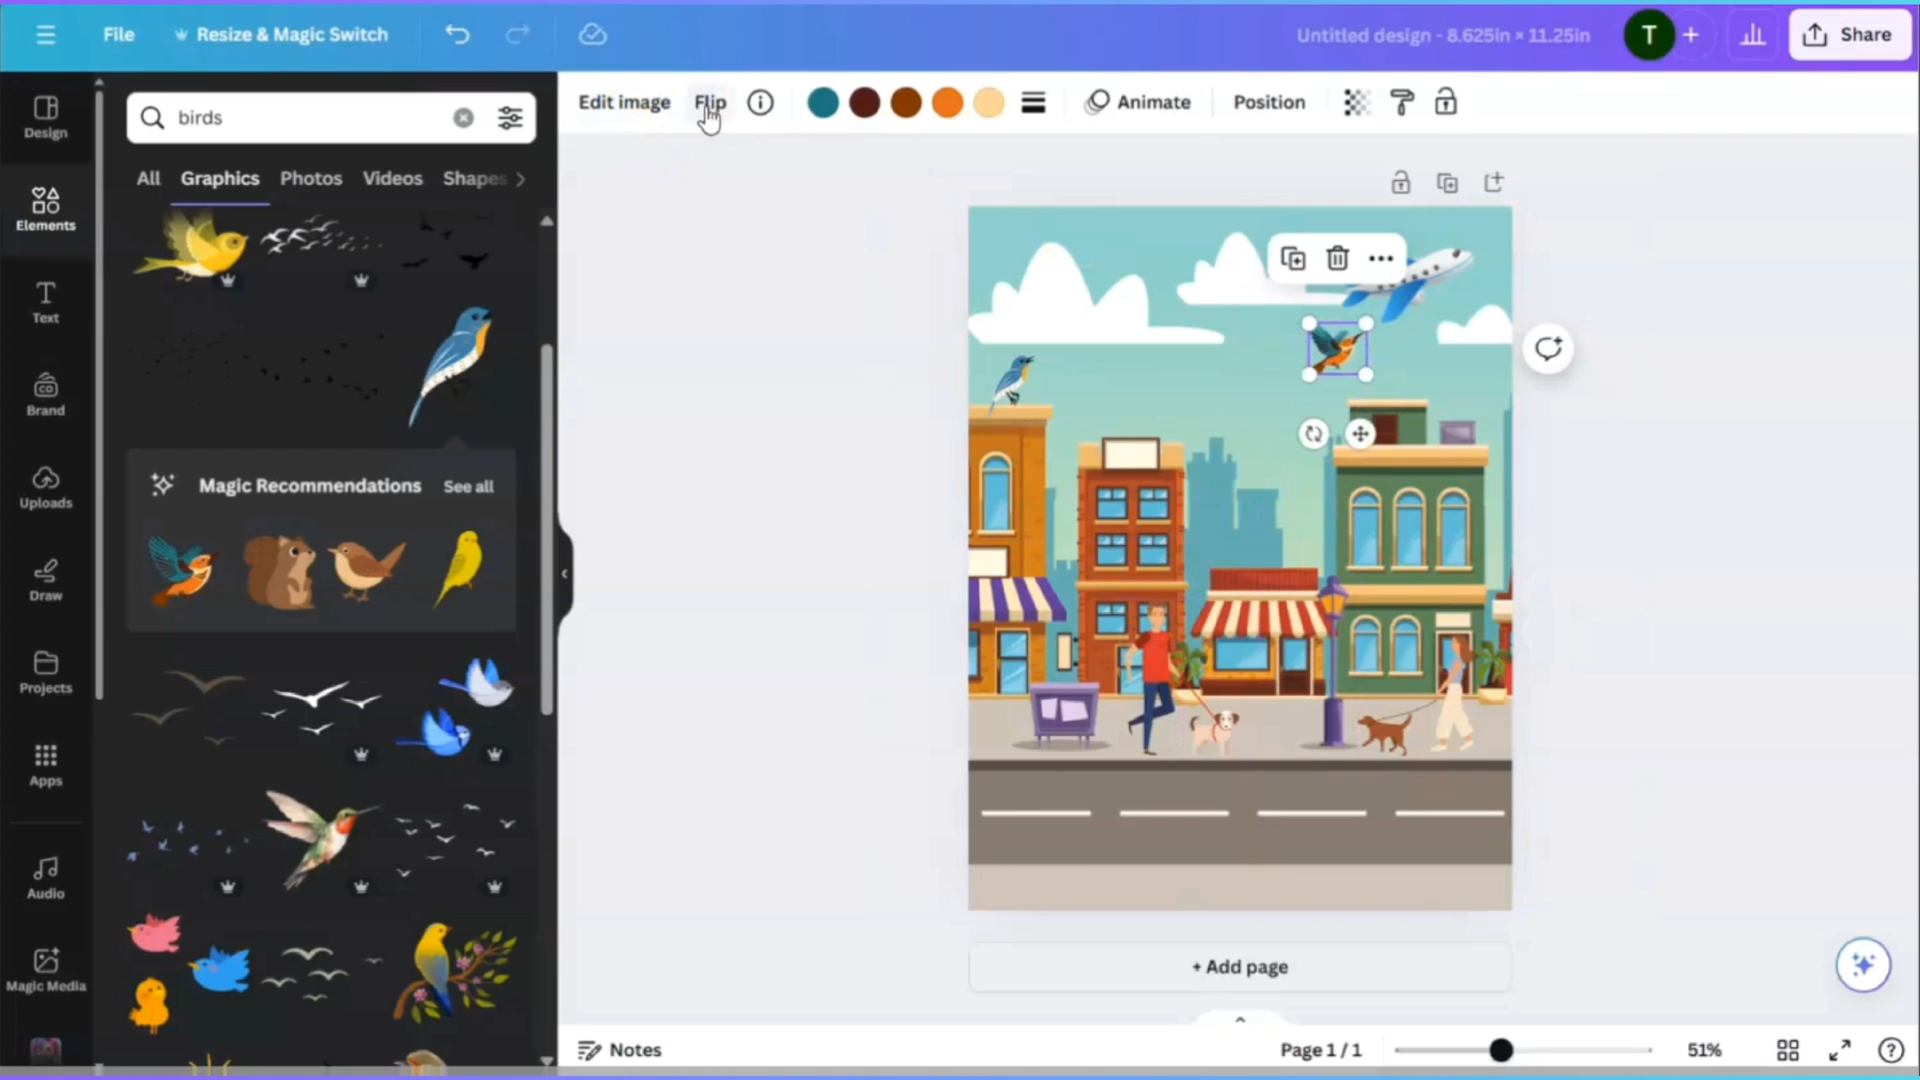 File
Resize & Magic Switch
Untitled design - 8.625in × 11.25in
T
Share
Design
Elements
Text
CO
Brand
Uploads
Draw
Projects
Apps
Audio
Magic Media
birds
All
Graphics
Photos
Videos
Shapes
Magic Recommendations
See all
Edit image
Flip
Animate
Position
+ Add page
Notes
Page 1 / 1
51%